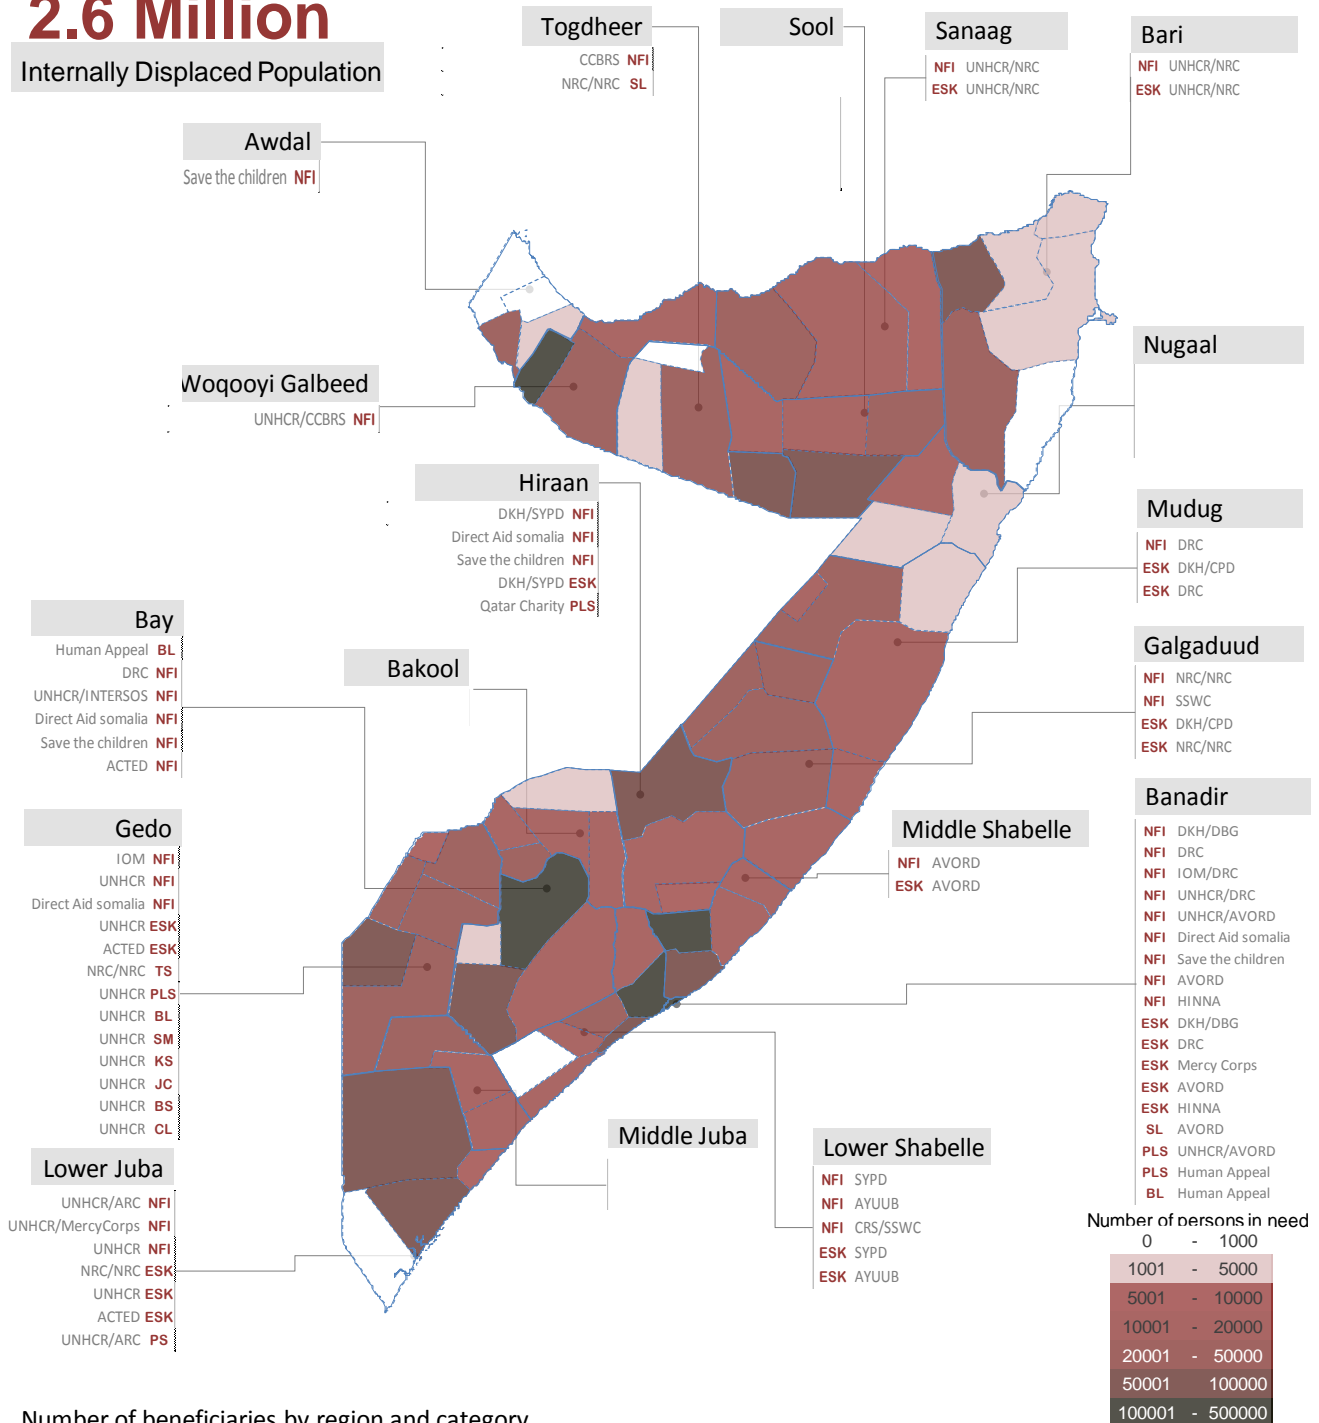 2.6 Million
Internally Displaced Population
Togdheer
CCBRS NFI
NRC/NRC SL
Sool
Sanaag
NFI UNHCR/NRC
ESK UNHCR/NRC
Bari
NFI UNHCR/NRC
ESK UNHCR/NRC
Awdal
Save the children NFI
Woqooyi Galbeed
UNHCR/CCBRS NFI
Nugaal
Hiraan
DKH/SYPD NFI
Direct Aid somalia NFI
Save the children NFI
DKH/SYPD ESK
Qatar Charity PLS
Mudug
NFI DRC
ESK DKH/CPD
ESK DRC
Bay
Human Appeal BL
DRC NFI
UNHCR/INTERSOS NFI
Direct Aid somalia NFI
Save the children NFI
ACTED NFI
Bakool
Galgaduud
NFI NRC/NRC
NFI SSWC
ESK DKH/CPD
ESK NRC/NRC
Gedo
IOM NFI
UNHCR NFI
Direct Aid somalia NFI
UNHCR ESK
ACTED ESK
NRC/NRC TS
UNHCR PLS
UNHCR BL
UNHCR SM
UNHCR KS
UNHCR JC
UNHCR BS
UNHCR CL
Middle Shabelle
NFI AVORD
ESK AVORD
Banadir
NFI DKH/DBG
NFI DRC
NFI IOM/DRC
NFI UNHCR/DRC
NFI UNHCR/AVORD
NFI Direct Aid somalia
NFI Save the children
NFI AVORD
NFI HINNA
ESK DKH/DBG
ESK DRC
ESK Mercy Corps
ESK AVORD
ESK HINNA
SL AVORD
PLS UNHCR/AVORD
PLS Human Appeal
BL Human Appeal
Lower Juba
UNHCR/ARC NFI
UNHCR/MercyCorps NFI
UNHCR NFI
NRC/NRC ESK
UNHCR ESK
ACTED ESK
UNHCR/ARC PS
Middle Juba
Lower Shabelle
NFI SYPD
NFI AYUUB
NFI CRS/SSWC
ESK SYPD
ESK AYUUB
Number of persons in need
0 - 1000
1001 - 5000
5001 - 10000
10001 - 20000
20001 - 50000
50001 100000
100001 - 500000
Number of beneficiaries by region and category